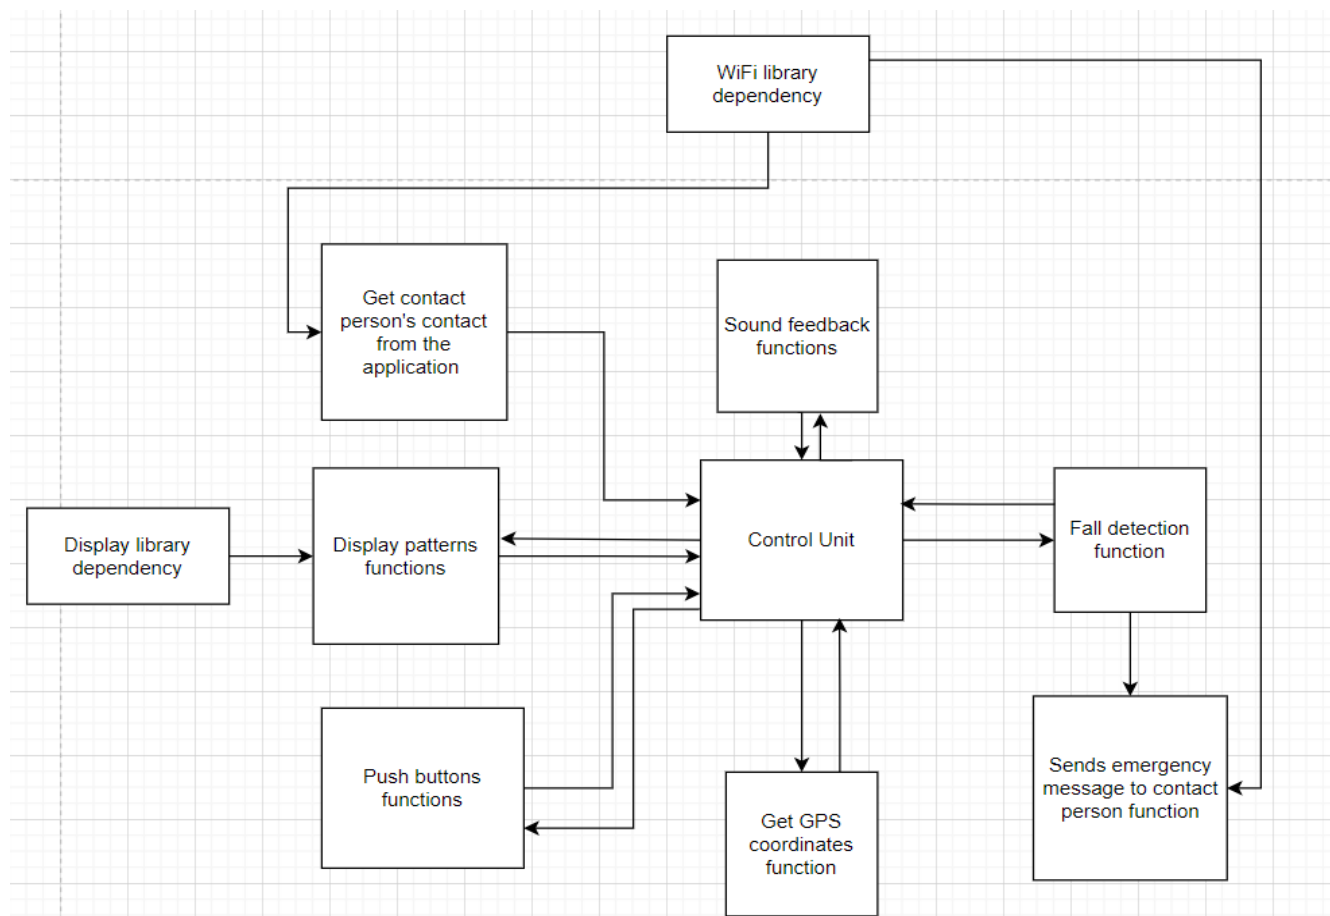 WiFi library
dependency
Get contact
person's contact
from the
application
Sound feedback
functions
Display library
dependency
Display patterns
functions
Control Unit
Fall detection
function
Push buttons
functions
Get GPS
coordinates
function
Sends emergency
message to contact
person function